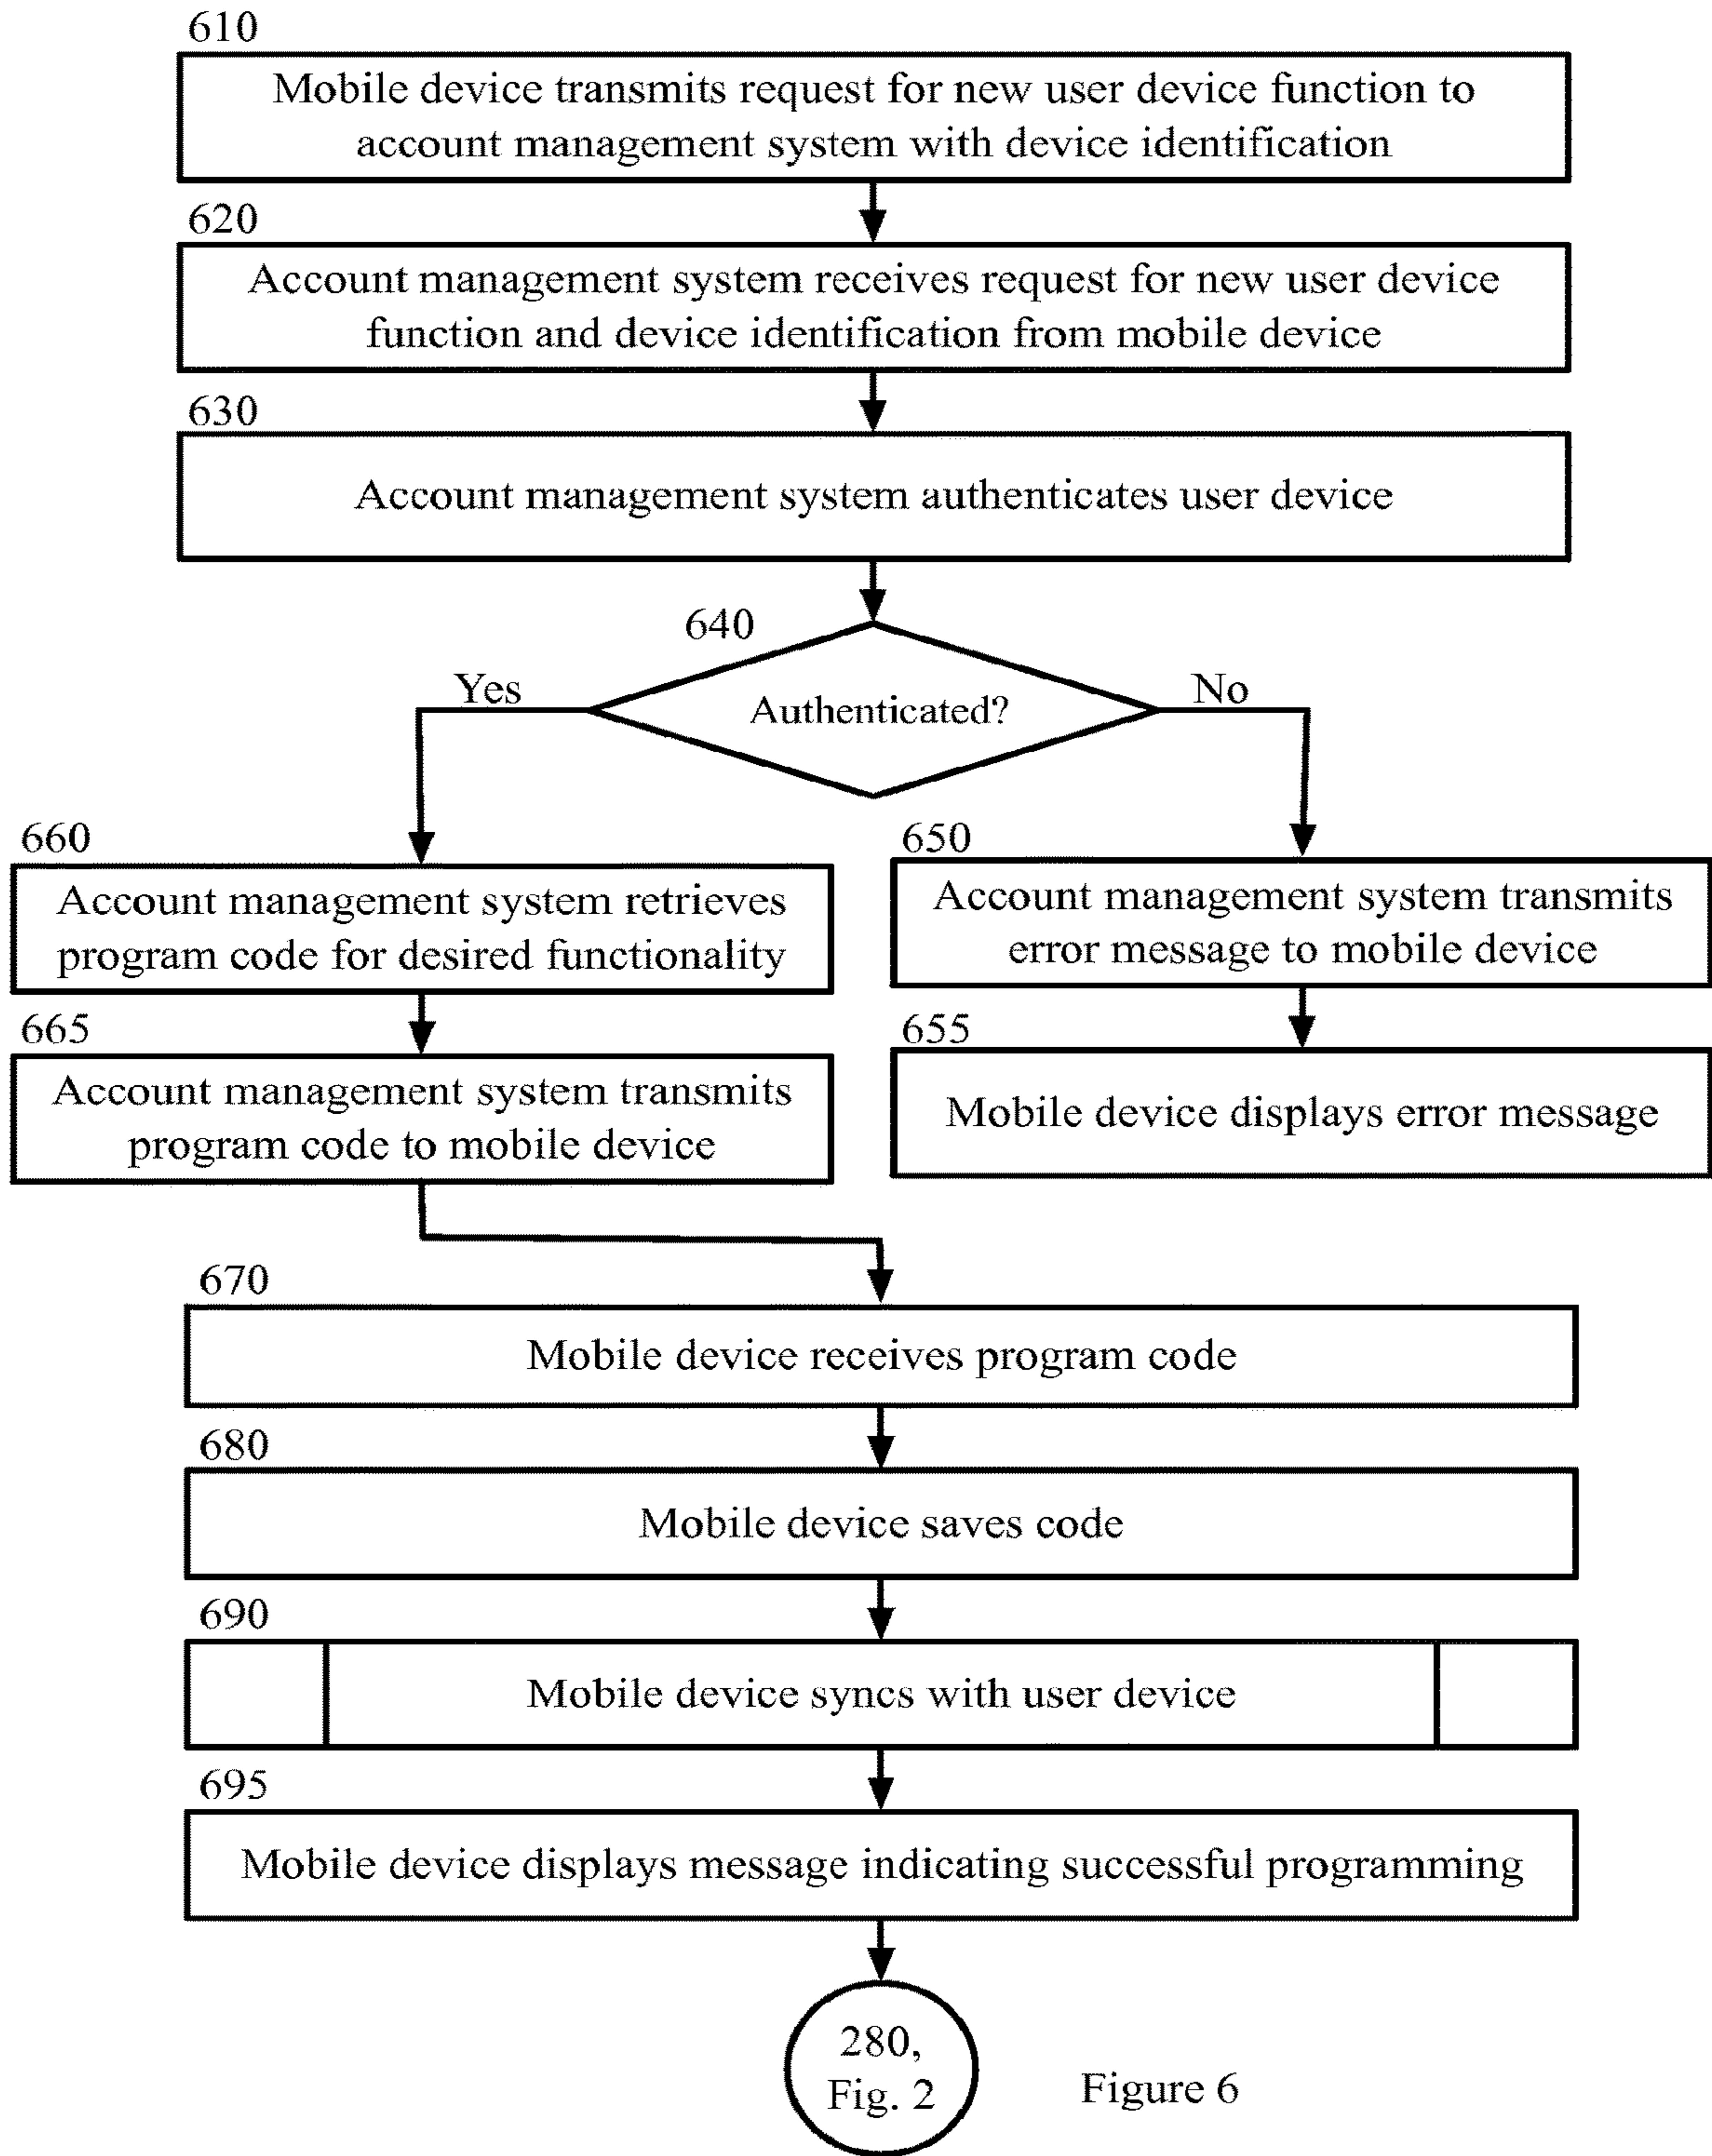 610
Mobile device transmits request for new user device function to
account management system with device identification
620
Account management system receives request for new user device
function and device identification from mobile device
630
Account management system authenticates user device
640
Yes
Authenticated?
No
660
Account management system retrieves
program code for desired functionality
650
Account management system transmits
error message to mobile device
665
Account management system transmits
program code to mobile device
655
Mobile device displays error message
670
Mobile device receives program code
680
Mobile device saves code
690
Mobile device syncs with user device
695
Mobile device displays message indicating successful programming
280,
Fig. 2
Figure 6